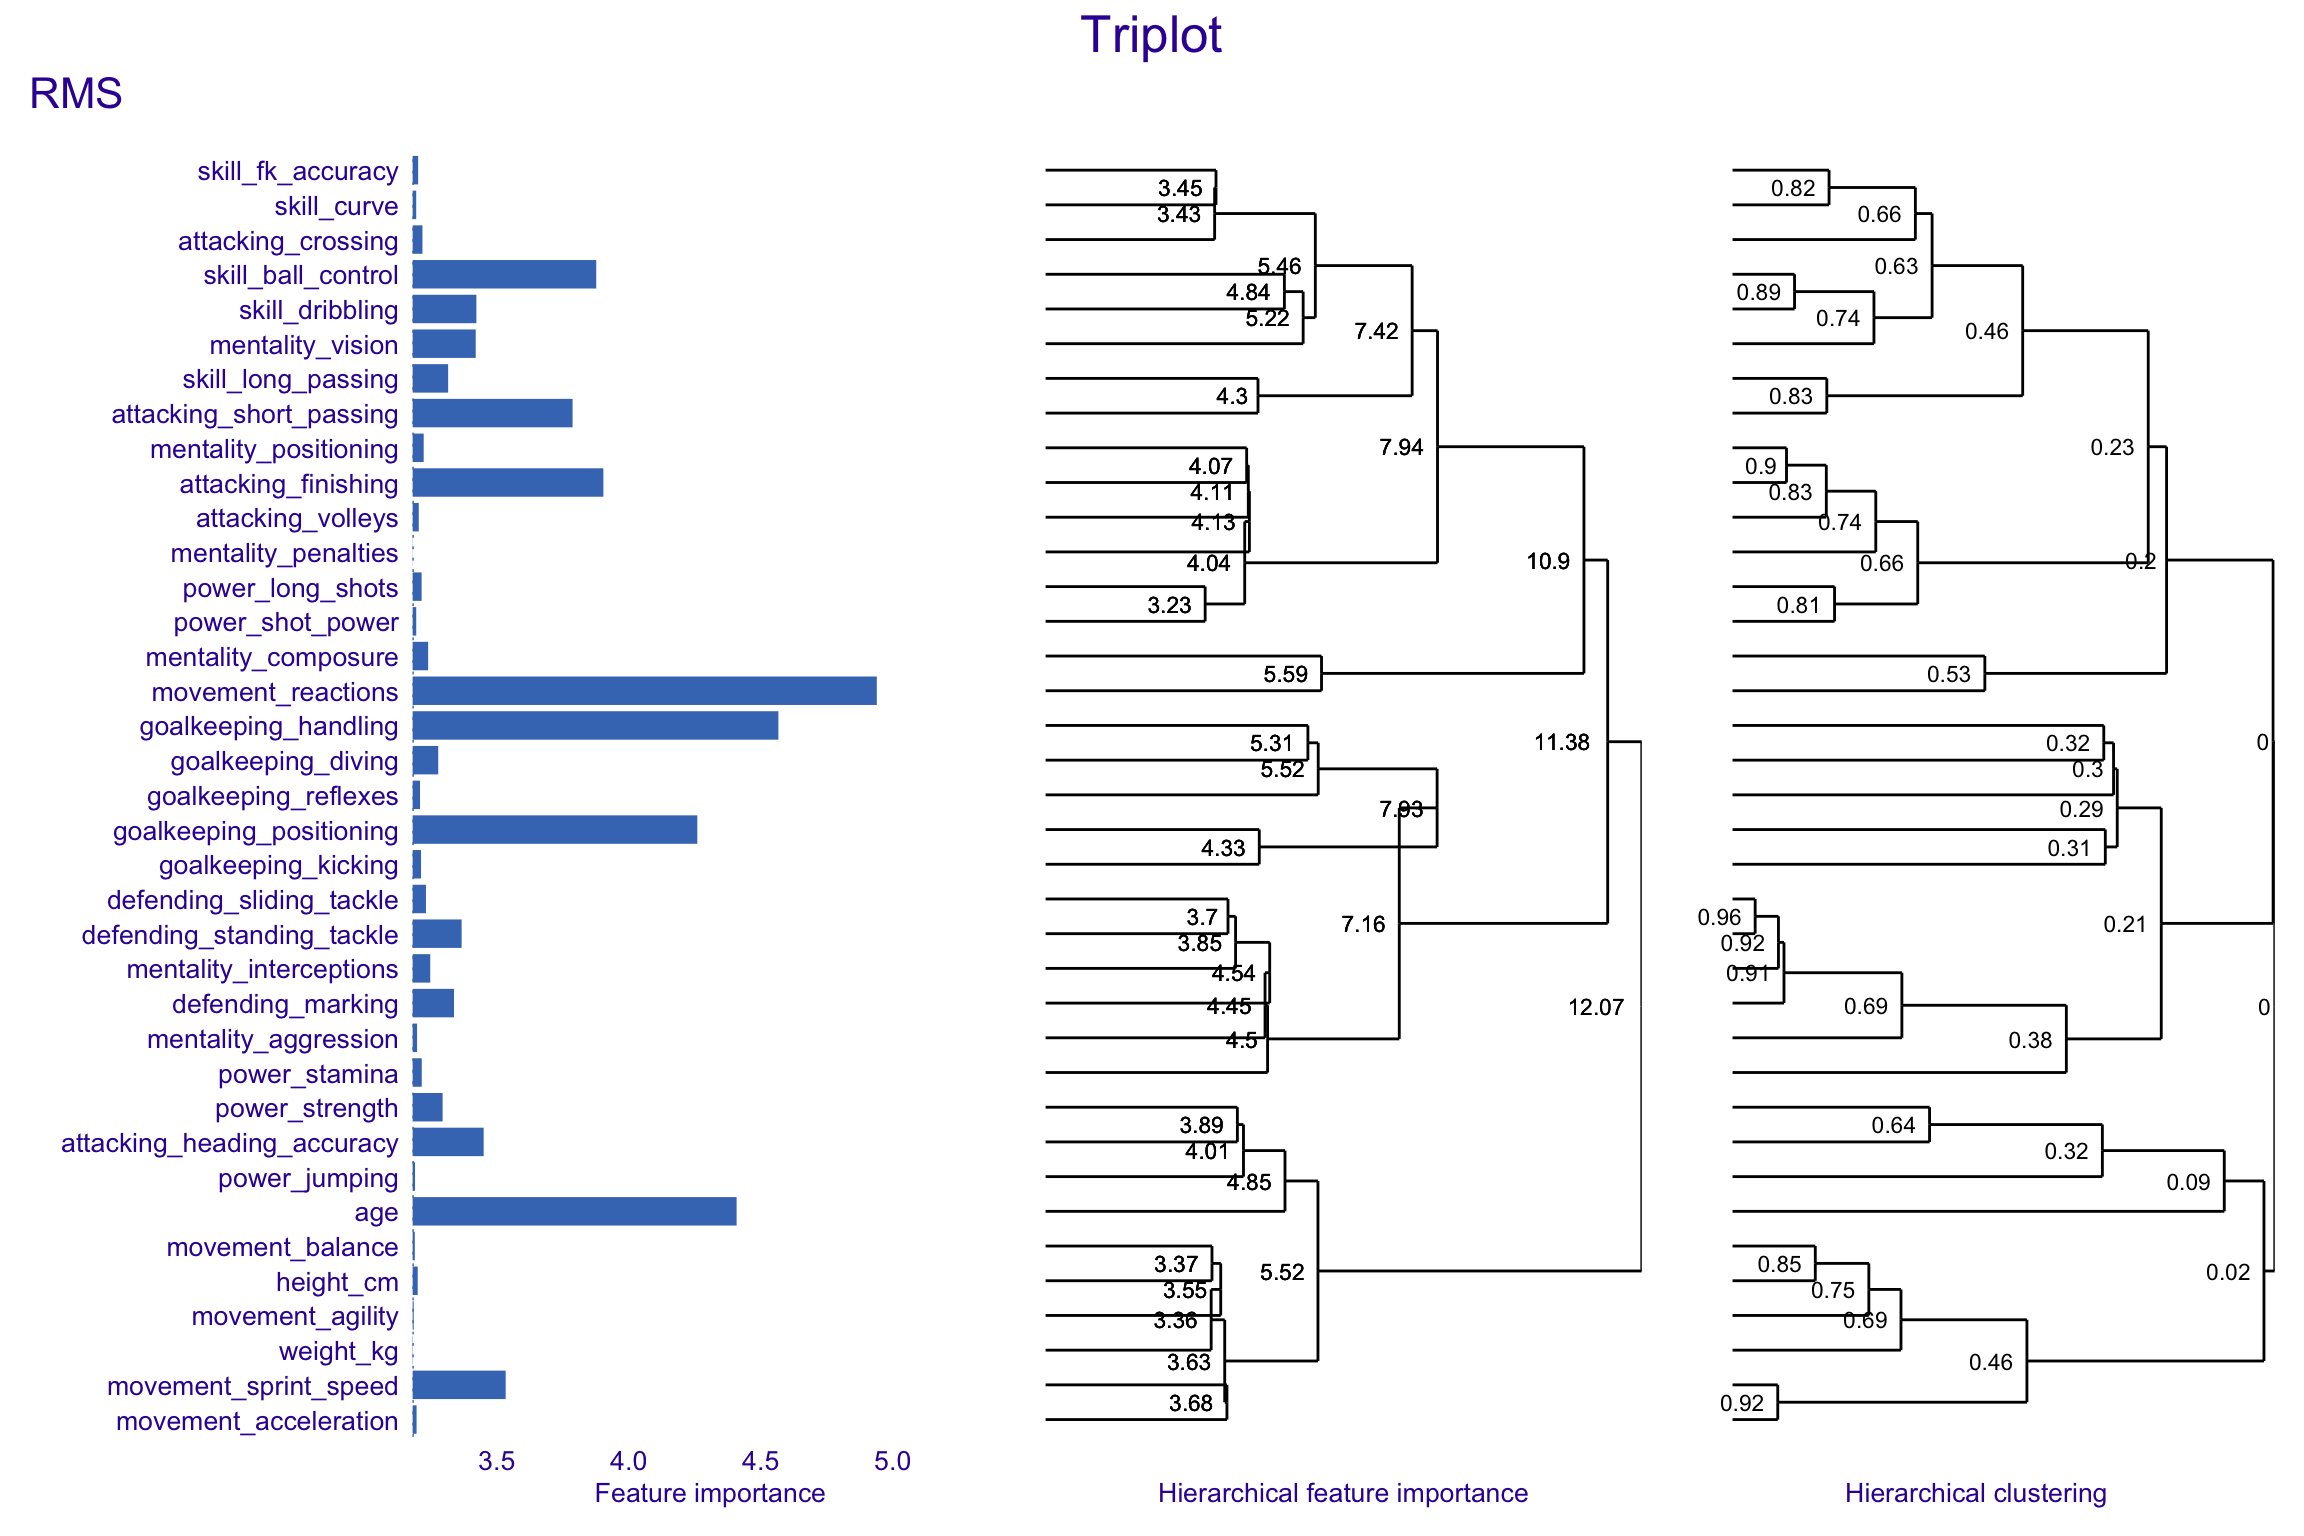 Triplot
RMS
skill_fk_accuracy
skill_curve
attacking_crossing
skill_ball_control
skill_dribbling
mentality_vision
skill_long_passing
attacking_short_passing
mentality_positioning
attacking_finishing
attacking_volleys
mentality_penalties
power_long_shots
power_shot_power
mentality_composure
movement_reactions
goalkeeping_handling
goalkeeping_diving
goalkeeping_reflexes
goalkeeping_positioning
goalkeeping_kicking
defending_sliding_tackle
defending_standing_tackle
mentality_interceptions
defending_marking
mentality_aggression
power_stamina
power_strength
attacking_heading_accuracy
power_jumping
age
movement_balance
height_cm
movement_agility
weight_kg
movement_sprint_speed
movement_acceleration
3.5 4.0 4.5 5.0
Feature importance
3.45
3.43
5.46
4.84
5.22
7.42
4.3
7.94
4.07
4.11
4.13
4.04
10.9
3.23
5.59
5.31
11.38
5.52
7.93
4.33
3.7
7.16
3.85
4.54
4.45
12.07
4.5
3.89
4.01
4.85
3.37
5.52
3.55
3.36
3.63
3.68
Hierarchical feature importance
0.82
0.66
0.63
0.89
0.74
0.46
0.83
0.23
0.9
0.83
0.74
0.66
0.2
0.81
0.53
0.32
0
0.3
0.29
0.31
0.96
0.21
0.92
0.91
0.69
0
0.38
0.64
0.32
0.09
0.85
0.02
0.75
0.69
0.46
0.92
Hierarchical clustering